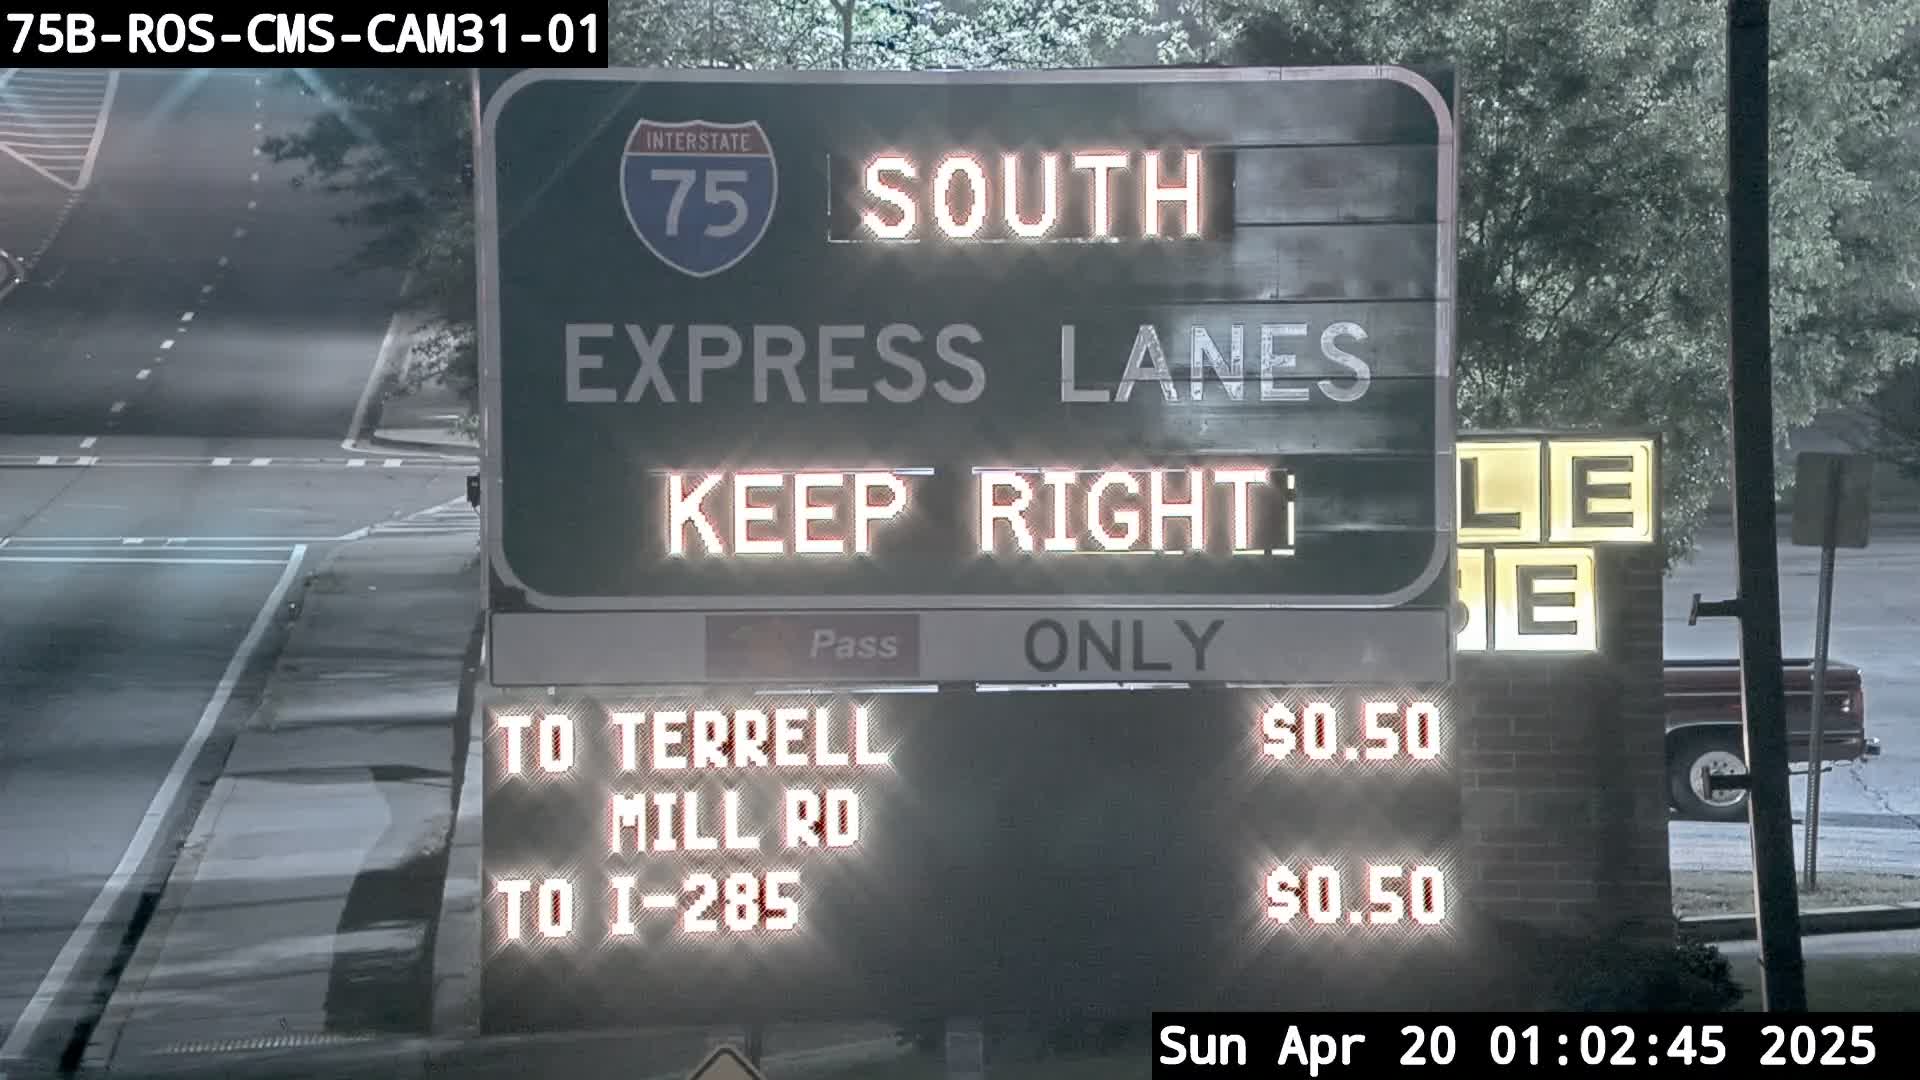 75B-ROS-CMS-CAM31-01
INTERSTATE
75
SOUTH
EXPRESS LANES
KEEP RIGHT
Pass ONLY
LE
E
TO TERRELL $0.50
MILL RD
TO I-285 $0.50
Sun Apr 20 01:02:45 2025